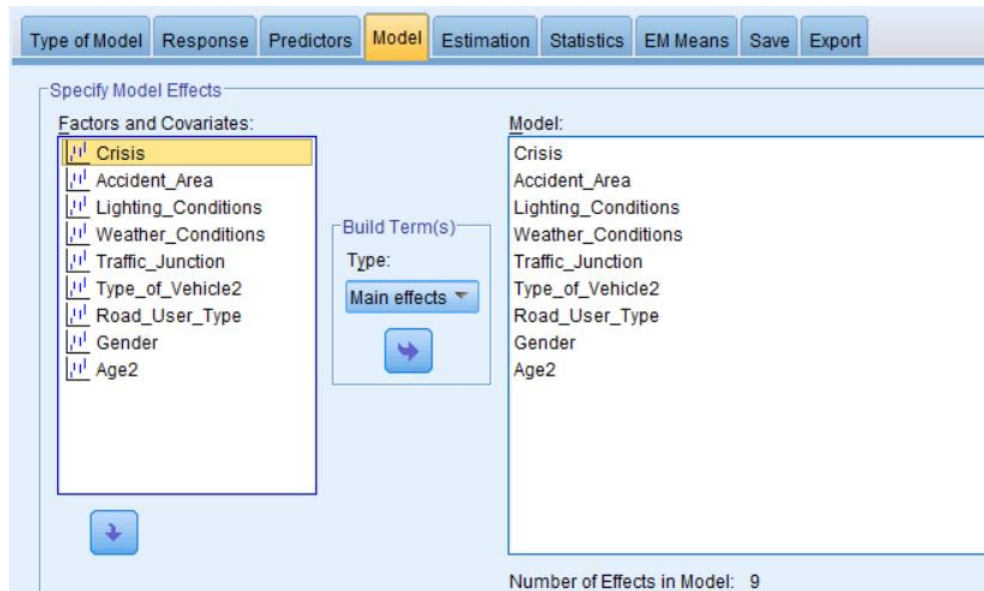 Type of Model Response Predictors Model Estimation Statistics EM Means Save Export
Specify Model Effects
Factors and Covariates:
Crisis
Accident_Area
Lighting_Conditions
Weather_Conditions
Traffic_Junction
Type_of_Vehicle2
Road_User_Type
Gender
Age2
Build Term(s)
Type:
Main effects
Model:
Crisis
Accident_Area
Lighting_Conditions
Weather_Conditions
Traffic_Junction
Type_of_Vehicle2
Road_User_Type
Gender
Age2
Number of Effects in Model: 9